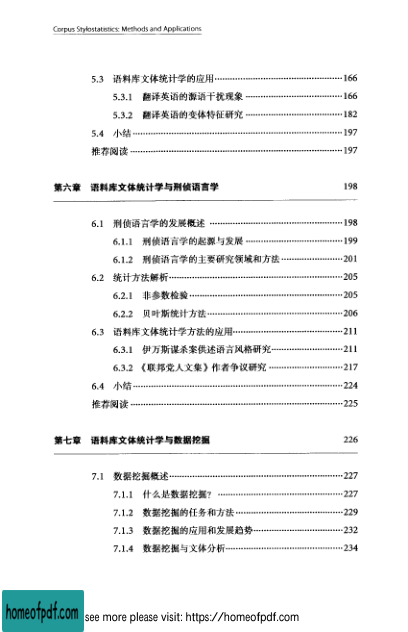 Corpus Stylostatistics: Methods and Applications
5.3 语料库文体统计学的应用 166
5.3.1 翻译英语的源语干扰现象 166
5.3.2 翻译英语的变体特征研究 182
5.4 小结 197
推荐阅读 197
第六章 语料库文体统计学与刑侦语言学 198
6.1 刑侦语言学的发展概述 198
6.1.1 刑侦语言学的起源与发展 199
6.1.2 刑侦语言学的主要研究领域和方法 201
6.2 统计方法解析 205
6.2.1 非参数检验 205
6.2.2 贝叶斯统计方法 206
6.3 语料库文体统计学方法的应用 211
6.3.1 伊万斯谋杀案供述语言风格研究 211
6.3.2 《联邦党人文集》作者争议研究 217
6.4 小结 224
推荐阅读 225
第七章 语料库文体统计学与数据挖掘 226
7.1 数据挖掘概述 227
7.1.1 什么是数据挖掘？ 227
7.1.2 数据挖掘的任务和方法 229
7.1.3 数据挖掘的应用和发展趋势 232
7.1.4 数据挖掘与文体分析 234
homeofpdf.com
see more please visit: https://homeofpdf.com